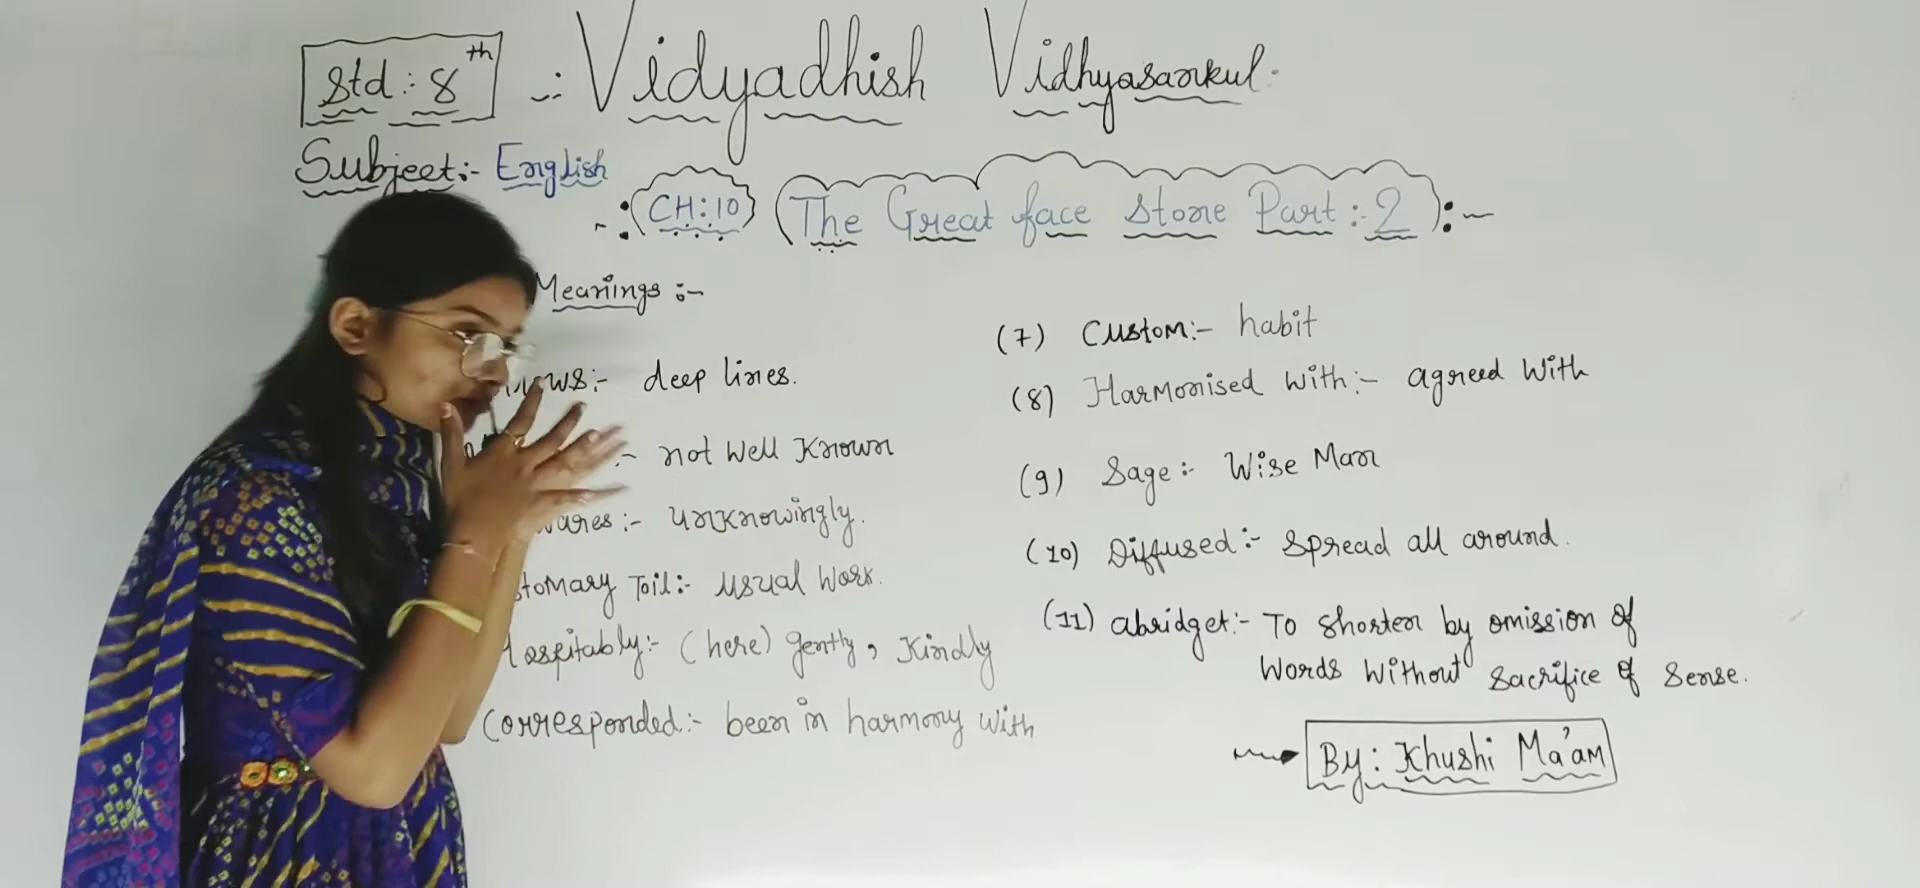 Std :- 8th
-:- Vidyadhish Vidhyasankul.
Subject:- English
-: CH:10 (The Great face stone Part :- 2):-
Meanings :-
:- deep lines.
:- not well known
:- unknowingly.
Toil:- usual work.
Hospitably:- (here) gently, kindly
Corresponded:- been in harmony with
(7) Custom:- habit
(8) Harmonised with:- agreed with
(9) Sage:- Wise Man
(10) Diffused:- spread all around.
(11) abridget:- To shorten by omission of
words without sacrifice of sense.
By: Khushi Ma'am